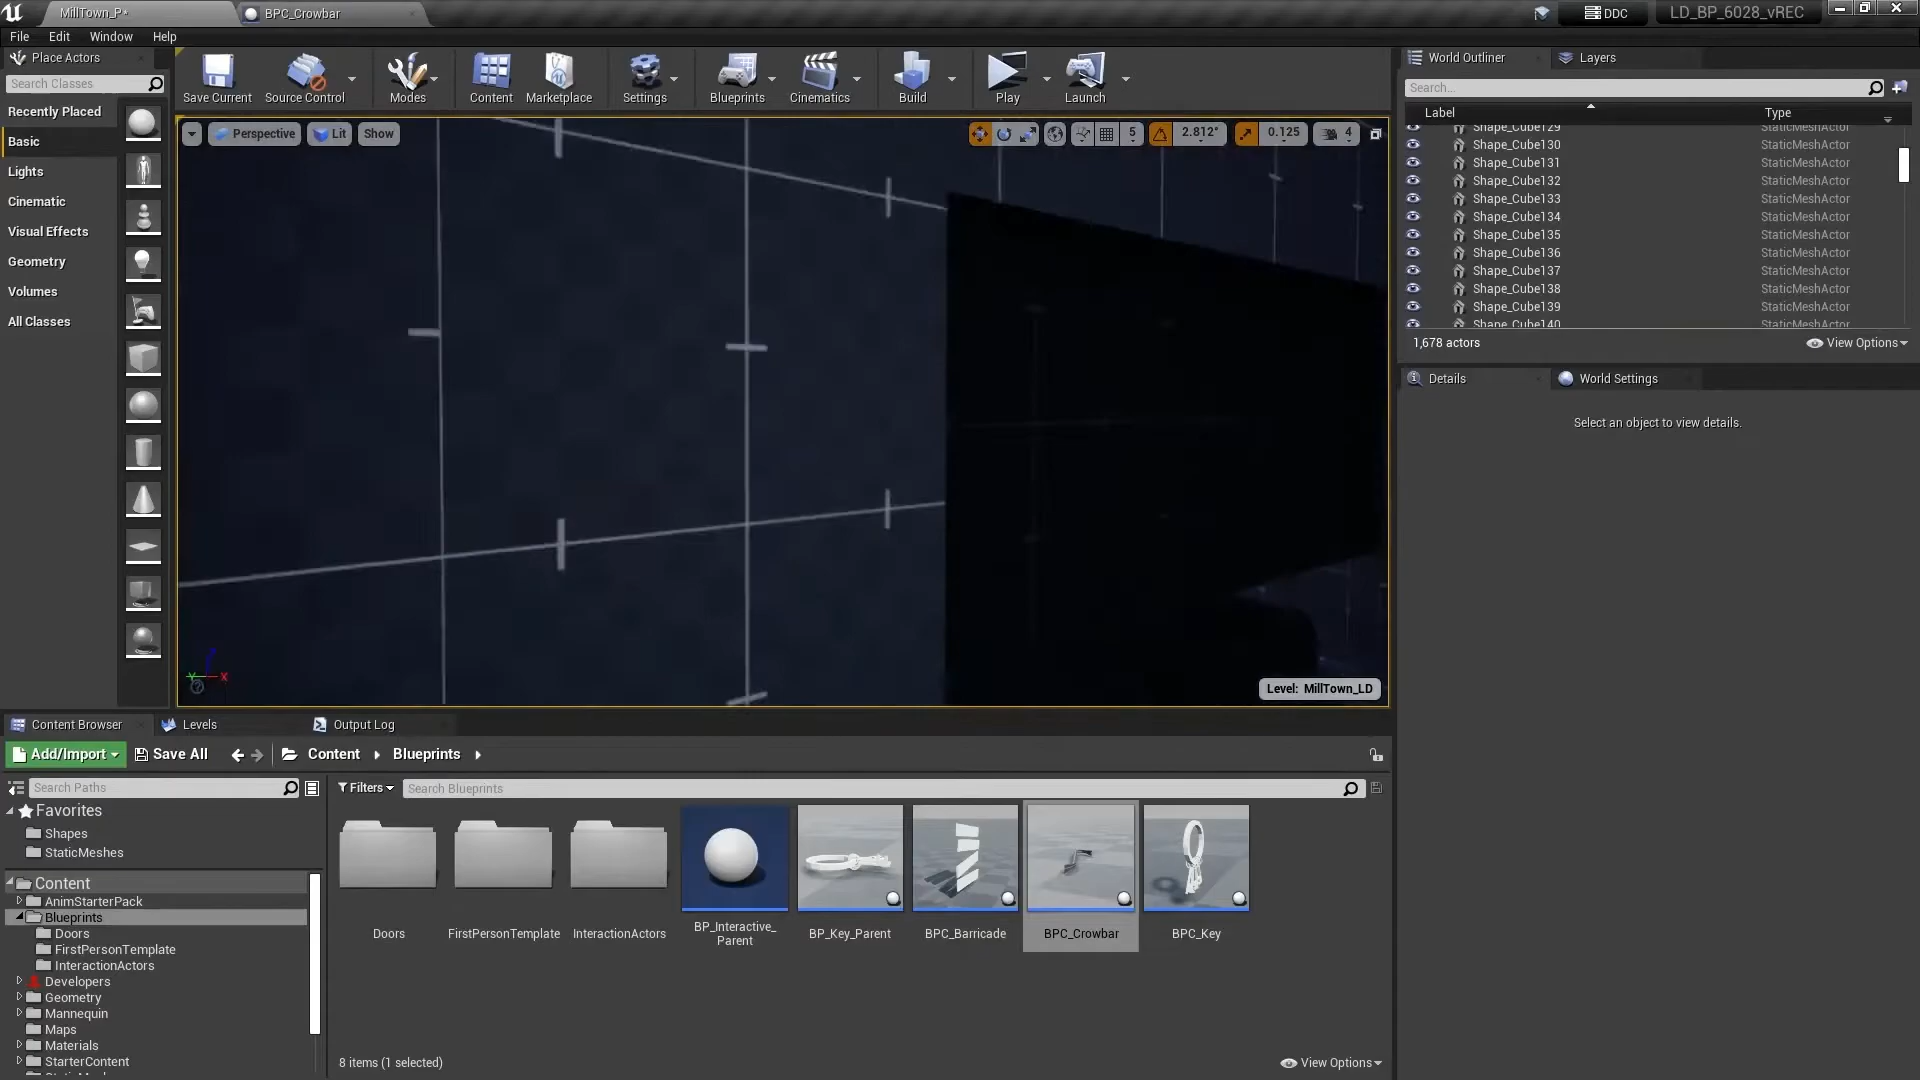 MillTown_P*
BPC_Crowbar
DDC
LD_BP_6028_vREC
File Edit Window Help
Place Actors
Search Classes
Recently Placed
Basic
Lights
Cinematic
Visual Effects
Geometry
Volumes
All Classes
Save Current
Source Control
Modes
Content
Marketplace
Settings
Blueprints
Cinematics
Build
Play
Launch
Perspective
Lit
Show
5
2.812°
0.125
4
X
Level: MillTown_LD
World Outliner
Layers
Search...
Label Type
Shape_Cube129 StaticMeshActor
Shape_Cube130 StaticMeshActor
Shape_Cube131 StaticMeshActor
Shape_Cube132 StaticMeshActor
Shape_Cube133 StaticMeshActor
Shape_Cube134 StaticMeshActor
Shape_Cube135 StaticMeshActor
Shape_Cube136 StaticMeshActor
Shape_Cube137 StaticMeshActor
Shape_Cube138 StaticMeshActor
Shape_Cube139 StaticMeshActor
Shape_Cube140 StaticMeshActor
1,678 actors
View Options
Details
World Settings
Select an object to view details.
Content Browser
Levels
Output Log
Add/Import
Save All
Content
Blueprints
Search Paths
Filters
Search Blueprints
Favorites
Shapes
StaticMeshes
Content
AnimStarterPack
Blueprints
Doors
FirstPersonTemplate
InteractionActors
Developers
Geometry
Mannequin
Maps
Materials
StarterContent
Doors
FirstPersonTemplate
InteractionActors
BP_Interactive_
Parent
BP_Key_Parent
BPC_Barricade
BPC_Crowbar
BPC_Key
8 items (1 selected)
View Options